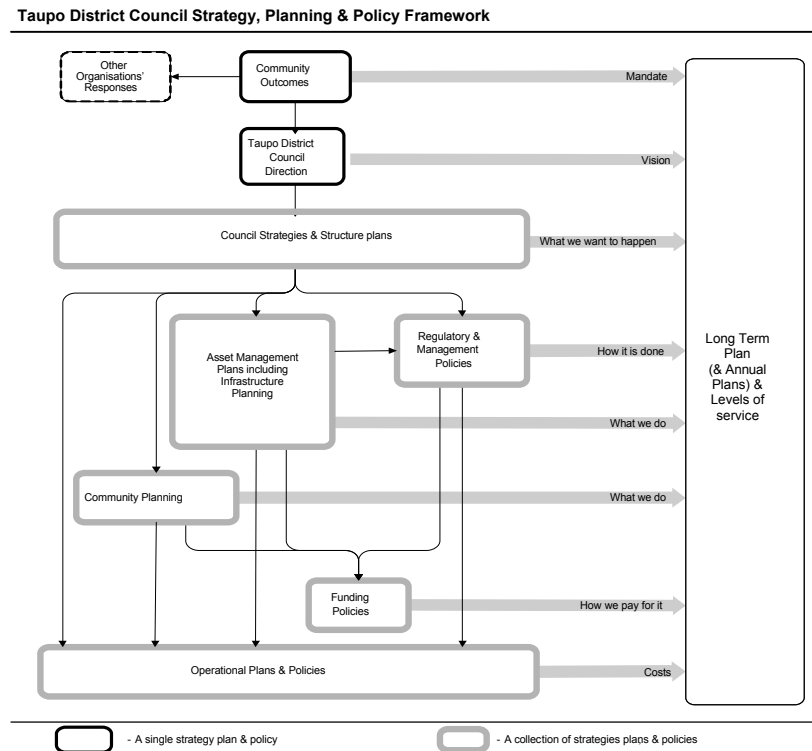 Taupo District Council Strategy, Planning & Policy Framework
Other
Organisations'
Responses
Community
Outcomes
Mandate
Taupo District
Council
Direction
Vision
Council Strategies & Structure plans
What we want to happen
Asset Management
Plans including
Infrastructure
Planning
Regulatory &
Management
Policies
How it is done
Long Term
Plan
(& Annual
Plans) &
Levels of
service
What we do
Community Planning
What we do
Funding
Policies
How we pay for it
Operational Plans & Policies
Costs
- A single strategy plan & policy
- A collection of strategies plans & policies